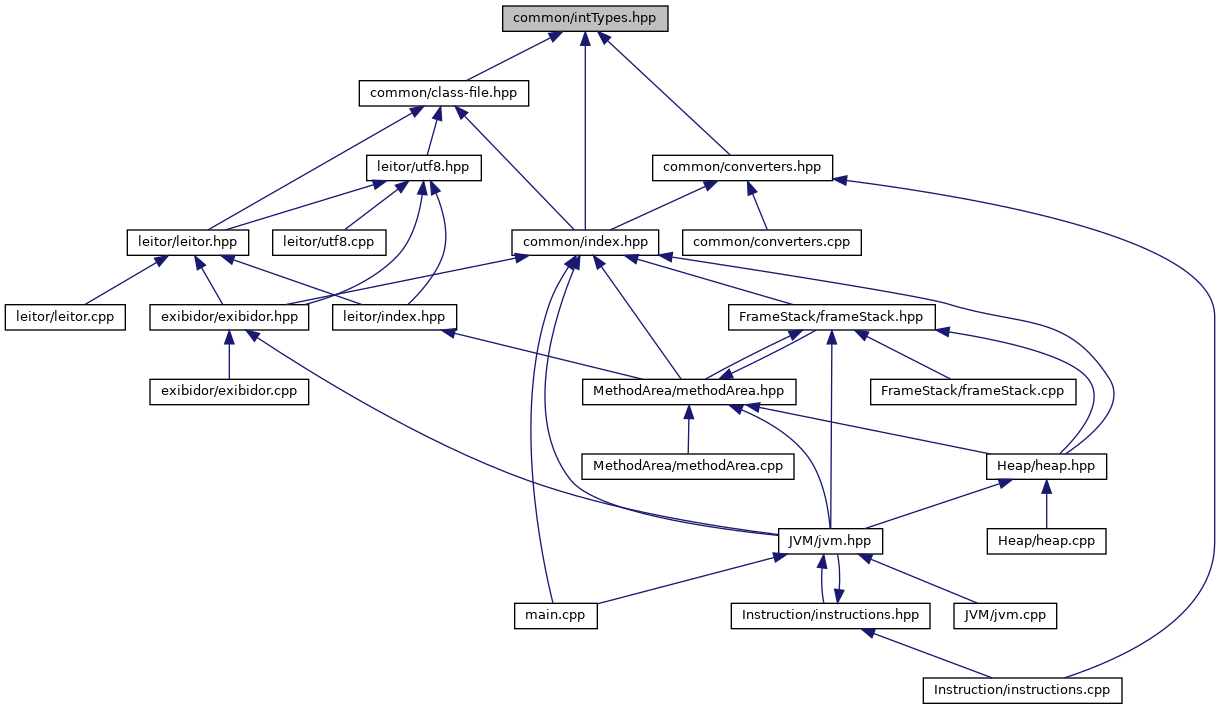 common/intTypes.hpp
common/class-file.hpp
leitor/utf8.hpp
common/converters.hpp
leitor/leitor.hpp
leitor/utf8.cpp
common/index.hpp
common/converters.cpp
leitor/leitor.cpp
exibidor/exibidor.hpp
leitor/index.hpp
FrameStack/frameStack.hpp
exibidor/exibidor.cpp
MethodArea/methodArea.hpp
FrameStack/frameStack.cpp
MethodArea/methodArea.cpp
Heap/heap.hpp
JVM/jvm.hpp
Heap/heap.cpp
main.cpp
Instruction/instructions.hpp
JVM/jvm.cpp
Instruction/instructions.cpp